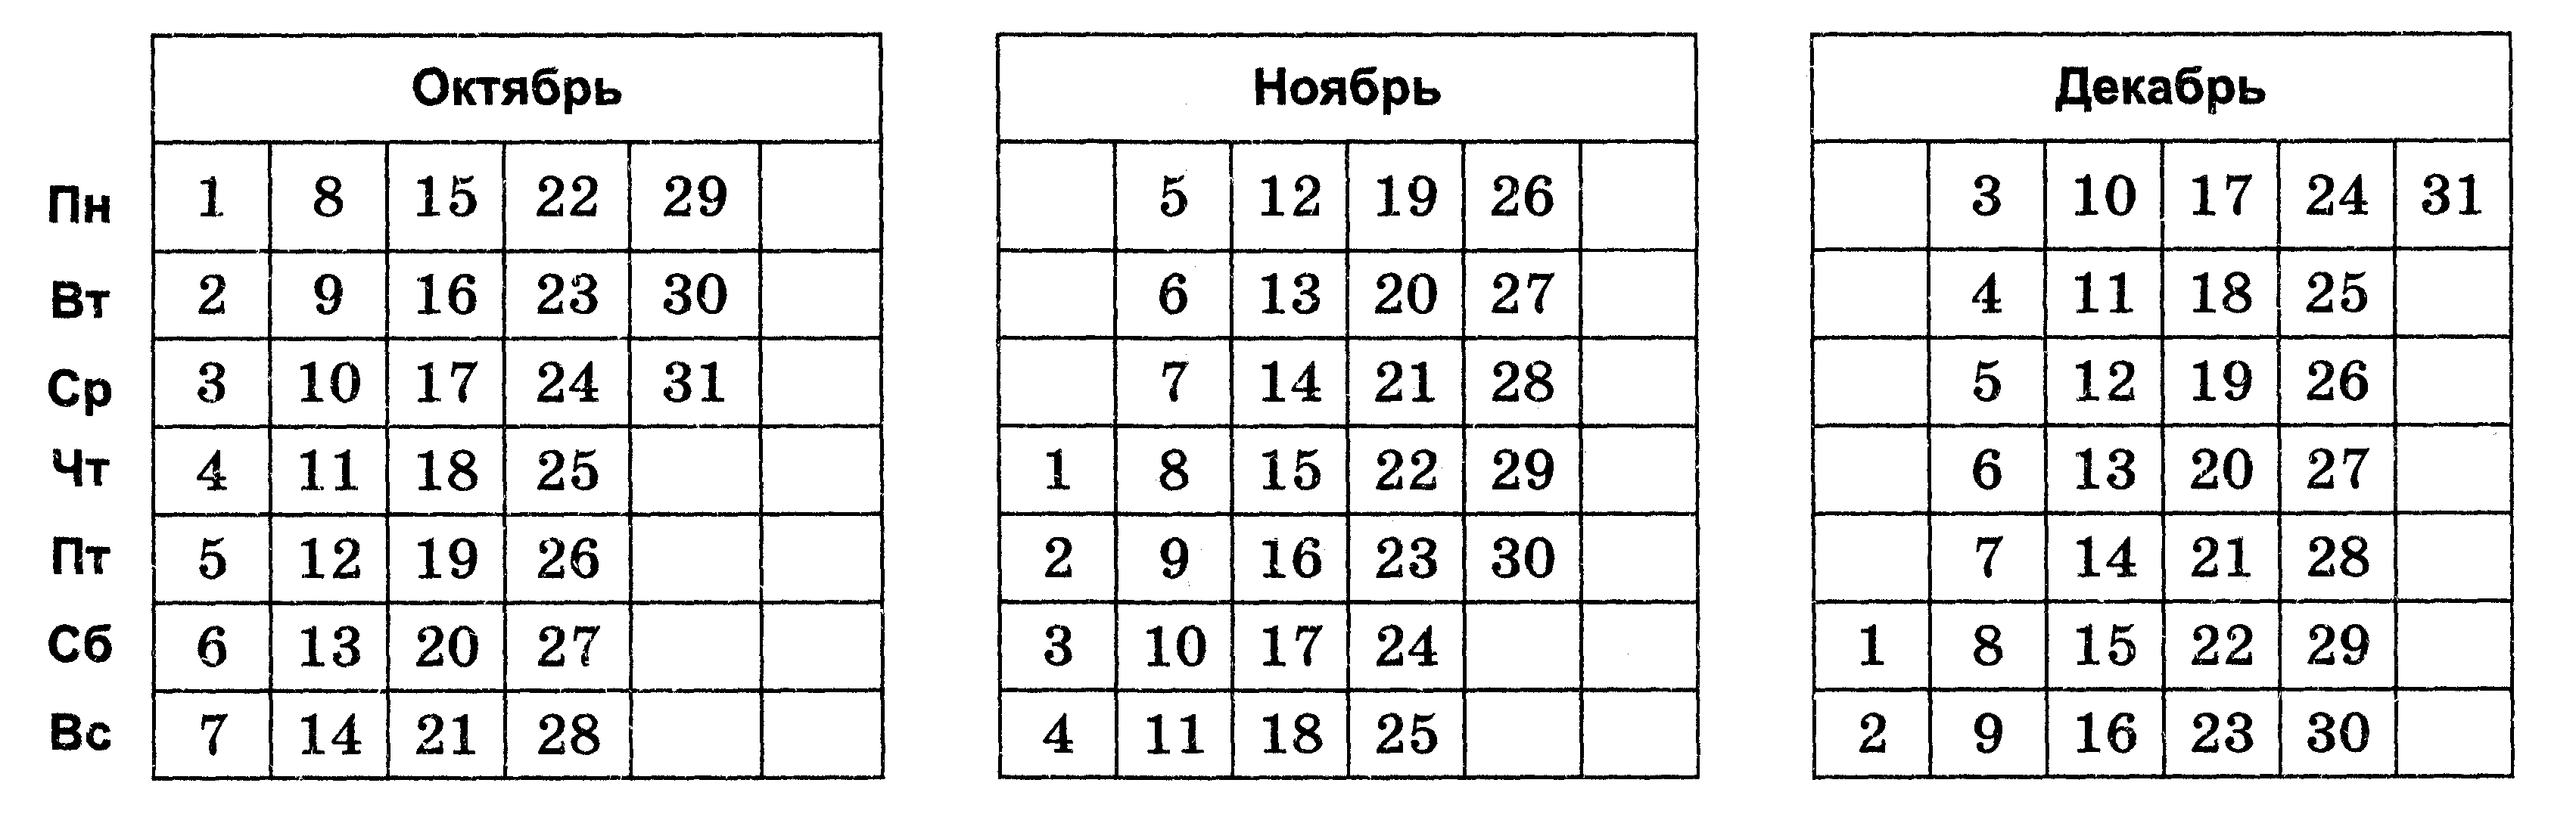 Октябрь Ноябрь Декабрь
Пн 1 8 15 22 29 5 12 19 26 3 10 17 24 31
Вт 2 9 16 23 30 6 13 20 27 4 11 18 25
Ср 3 10 17 24 31 7 14 21 28 5 12 19 26
Чт 4 11 18 25 1 8 15 22 29 6 13 20 27
Пт 5 12 19 26 2 9 16 23 30 7 14 21 28
Сб 6 13 20 27 3 10 17 24 1 8 15 22 29
Вс 7 14 21 28 4 11 18 25 2 9 16 23 30